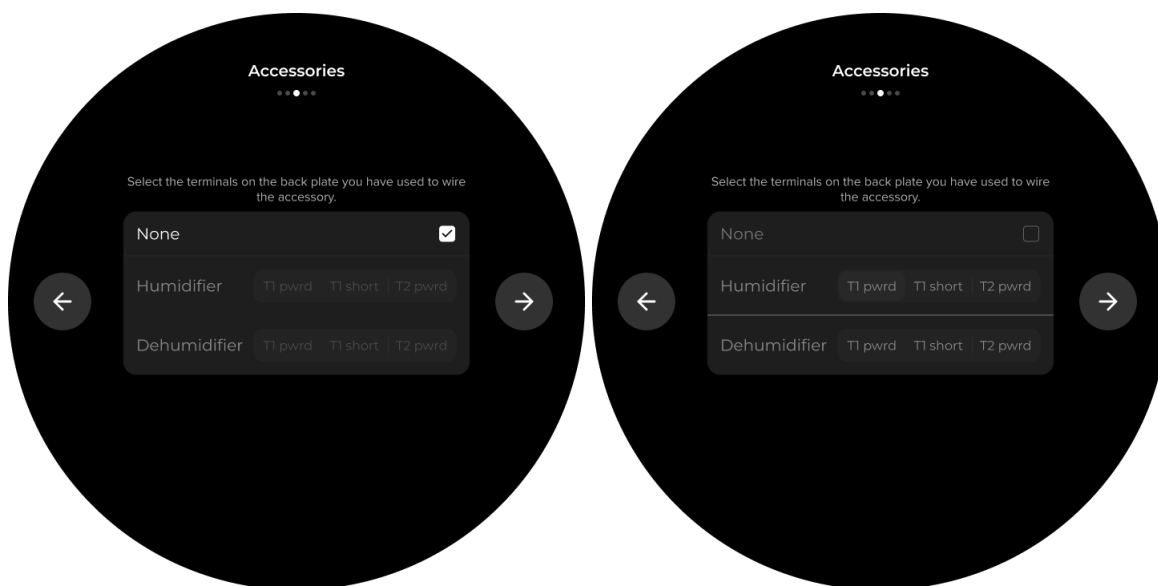 Accessories
Select the terminals on the back plate you have used to wire
the accessory.
None
Humidifier T1 pwrd T1 short T2 pwrd
Dehumidifier T1 pwrd T1 short T2 pwrd
Accessories
Select the terminals on the back plate you have used to wire
the accessory.
None
Humidifier T1 pwrd T1 short T2 pwrd
Dehumidifier T1 pwrd T1 short T2 pwrd